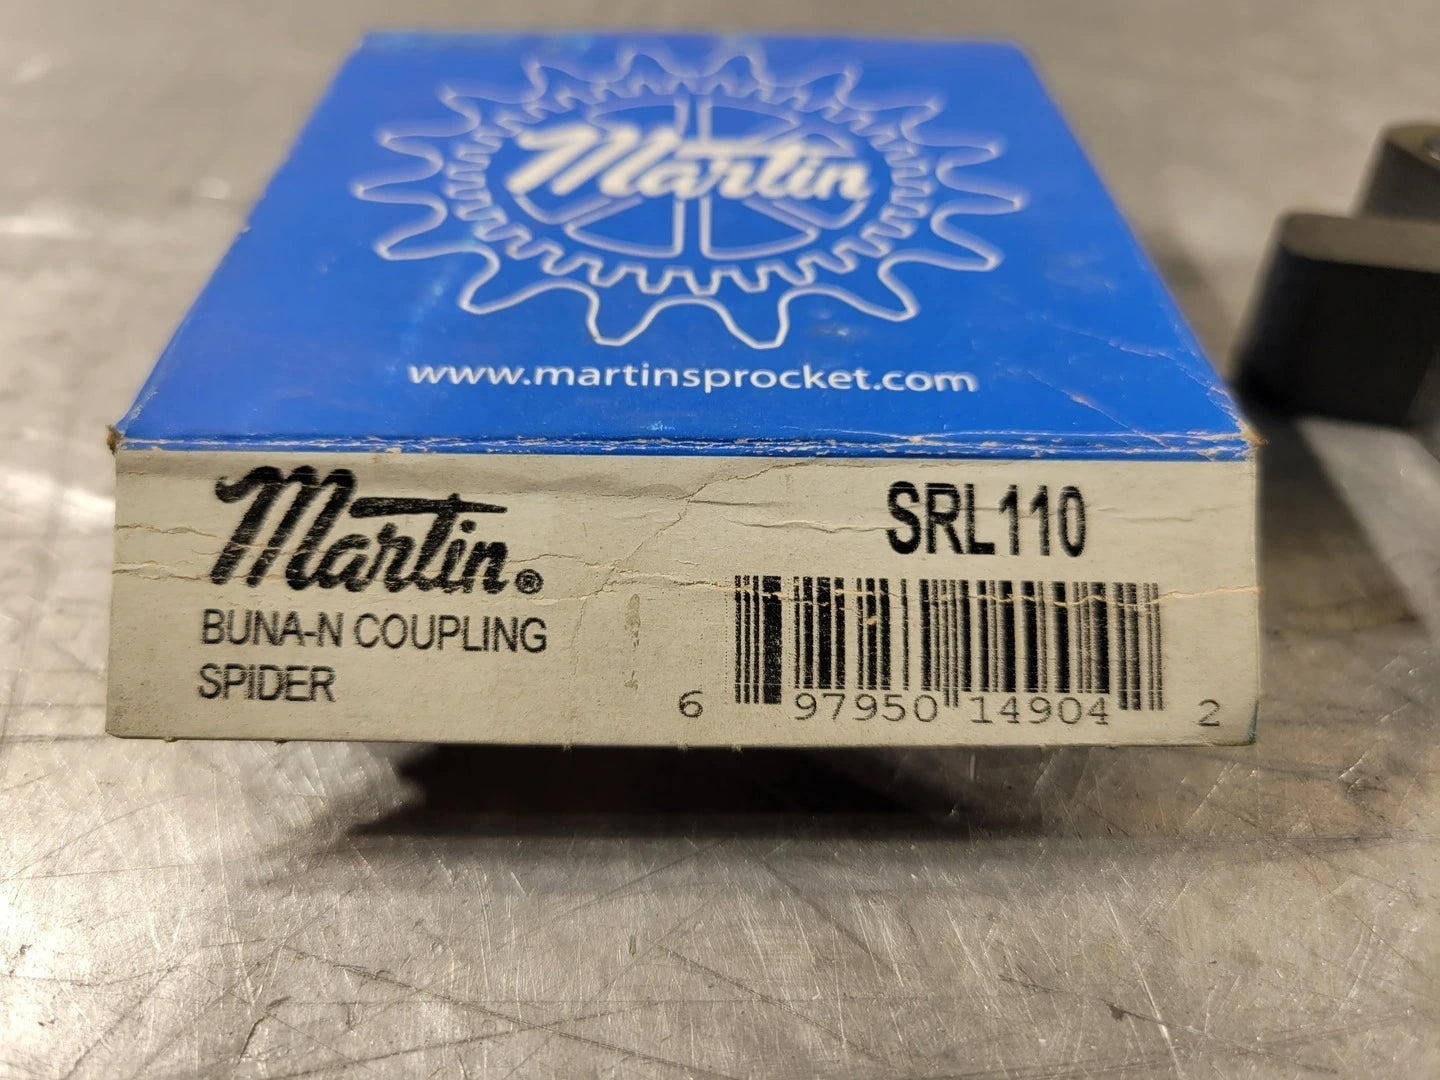 Martin
www.martinsprocket.com
Martin®
SRL110
BUNA-N COUPLING
SPIDER
6 97950 14904 2